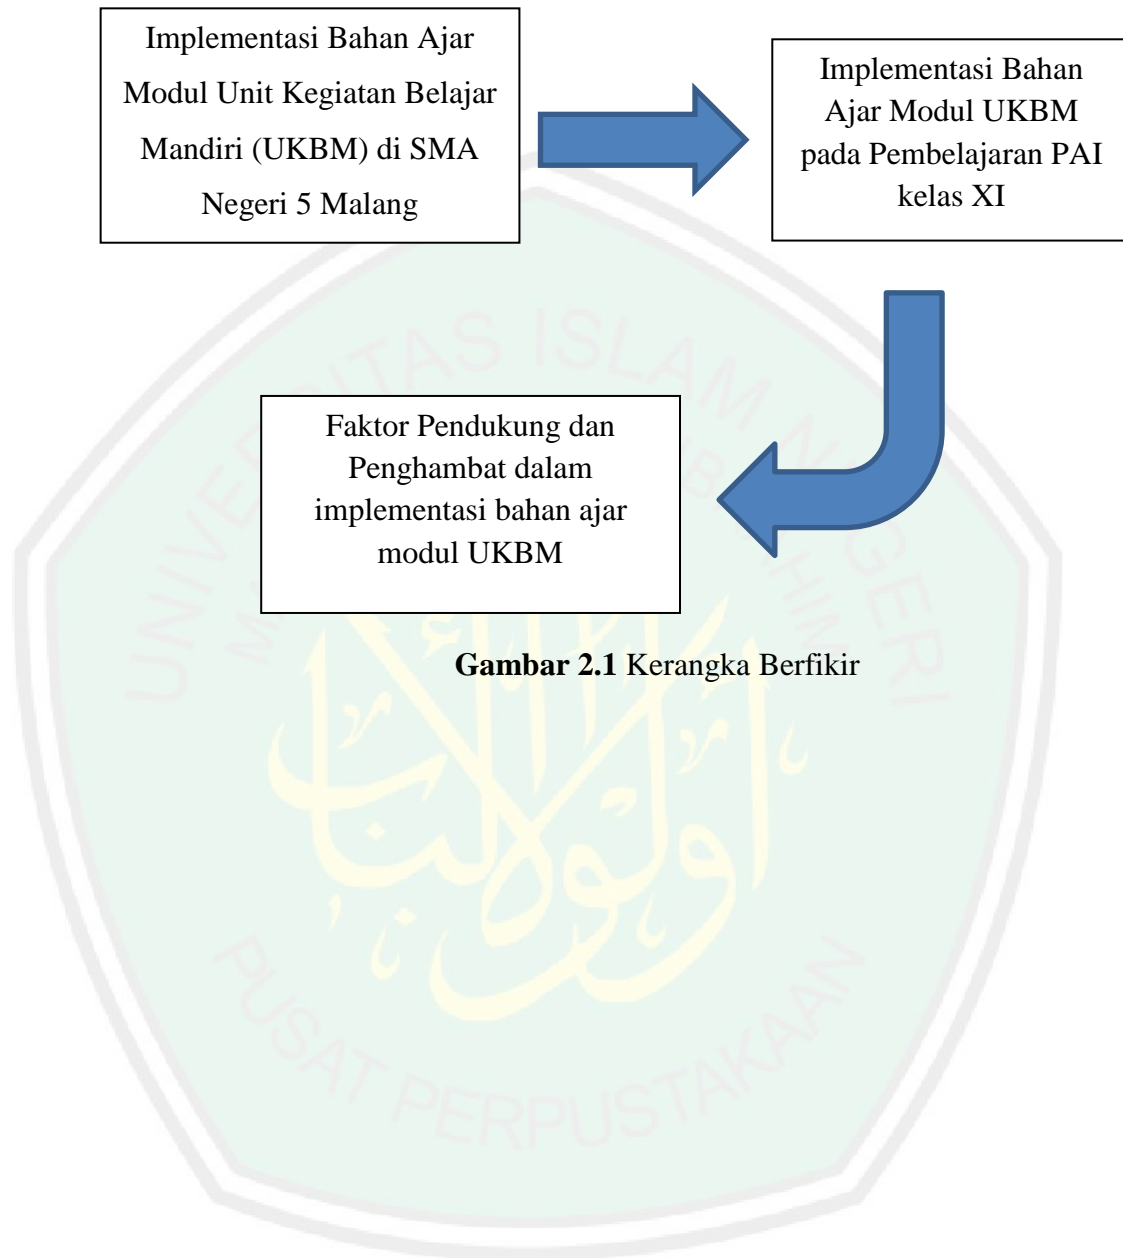 Implementasi Bahan Ajar
Modul Unit Kegiatan Belajar
Mandiri (UKBM) di SMA
Negeri 5 Malang
Implementasi Bahan
Ajar Modul UKBM
pada Pembelajaran PAI
kelas XI
Faktor Pendukung dan
Penghambat dalam
implementasi bahan ajar
modul UKBM
Gambar 2.1 Kerangka Berfikir
PUSAT PERPUSTAKAAN